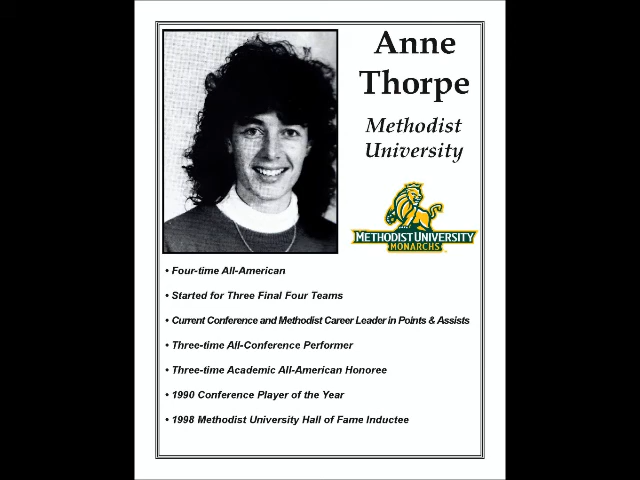 Anne
Thorpe
Methodist
University
METHODIST UNIVERSITY
MONARCHS
• Four-time All-American
• Started for Three Final Four Teams
• Current Conference and Methodist Career Leader in Points & Assists
• Three-time All-Conference Performer
• Three-time Academic All-American Honoree
• 1990 Conference Player of the Year
• 1998 Methodist University Hall of Fame Inductee